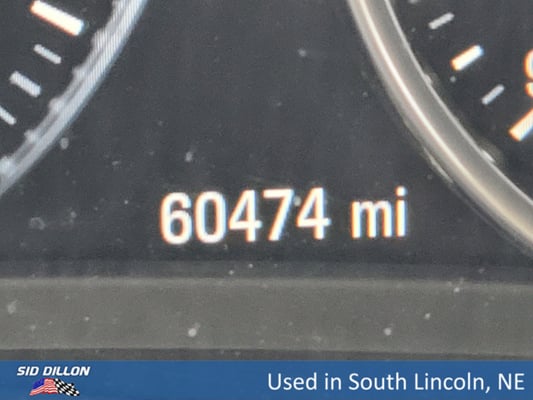 60474 mi
SID DILLON
Used in South Lincoln, NE